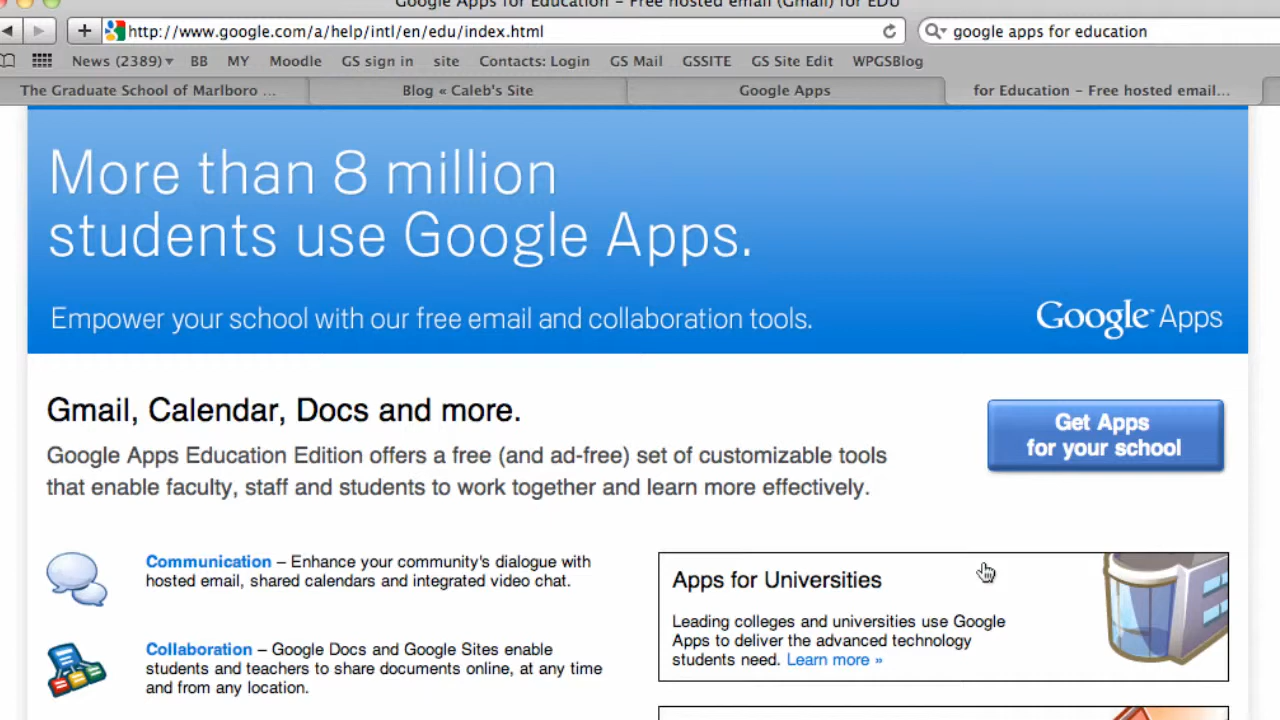 Google Apps for Education – Free hosted email (Gmail) for EDU
http://www.google.com/a/help/intl/en/edu/index.html
google apps for education
News (2389)▾ BB MY Moodle GS sign in site Contacts: Login GS Mail GSSITE GS Site Edit WPGSBlog
The Graduate School of Marlboro ...
Blog « Caleb's Site
Google Apps
for Education – Free hosted email...
More than 8 million
students use Google Apps.
Empower your school with our free email and collaboration tools.
Google™ Apps
Gmail, Calendar, Docs and more.
Google Apps Education Edition offers a free (and ad-free) set of customizable tools
that enable faculty, staff and students to work together and learn more effectively.
Get Apps
for your school
Communication – Enhance your community's dialogue with
hosted email, shared calendars and integrated video chat.
Collaboration – Google Docs and Google Sites enable
students and teachers to share documents online, at any time
and from any location.
Apps for Universities
Leading colleges and universities use Google
Apps to deliver the advanced technology
students need. Learn more »